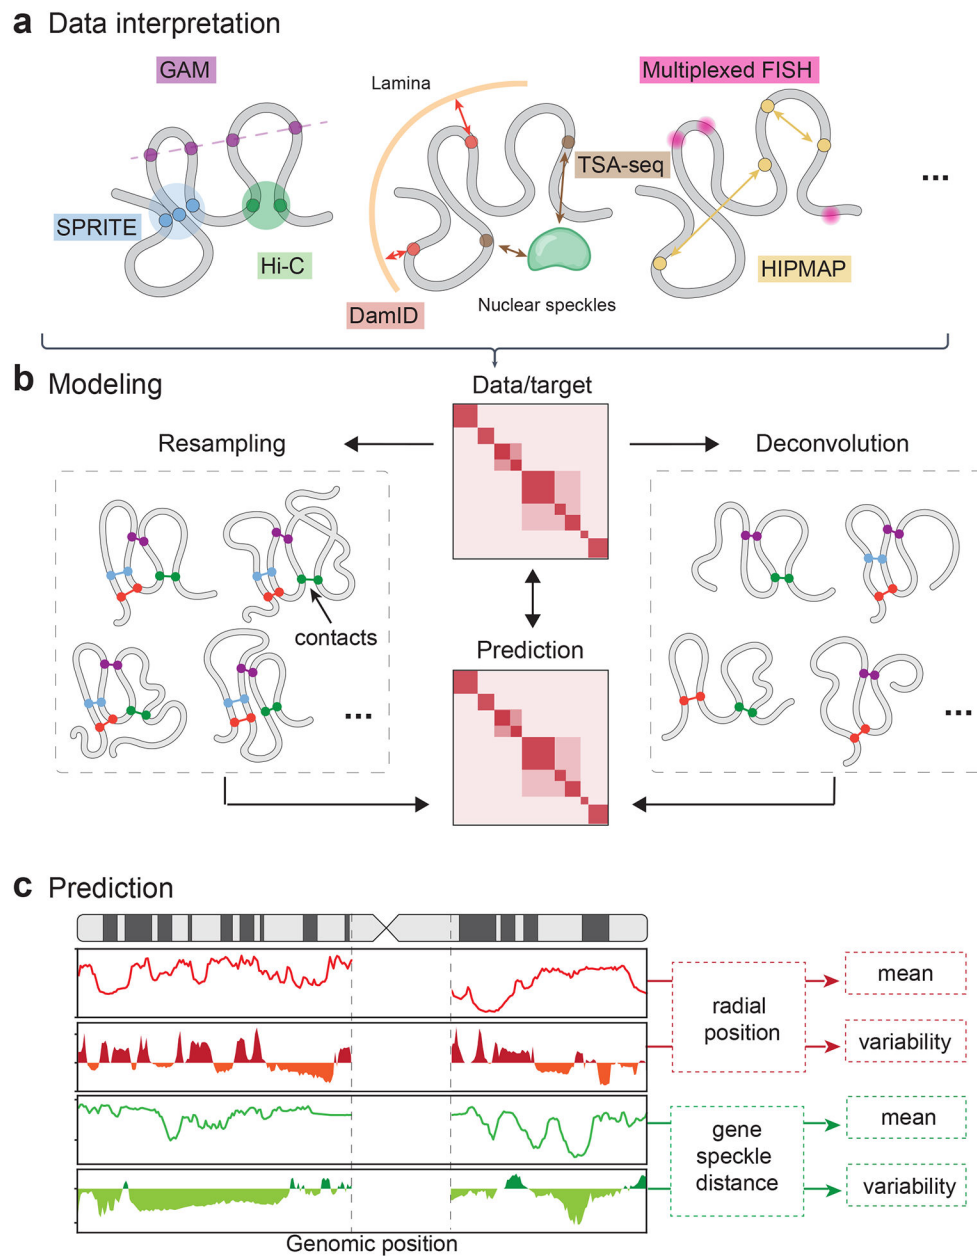 a Data interpretation
GAM
Lamina
Multiplexed FISH
TSA-seq
...
SPRITE
Hi-C
HIPMAP
Nuclear speckles
DamID
b Modeling
Data/target
Resampling
Deconvolution
contacts
Prediction
...
...
c Prediction
mean
radial
position
variability
mean
gene
speckle
distance
variability
Genomic position